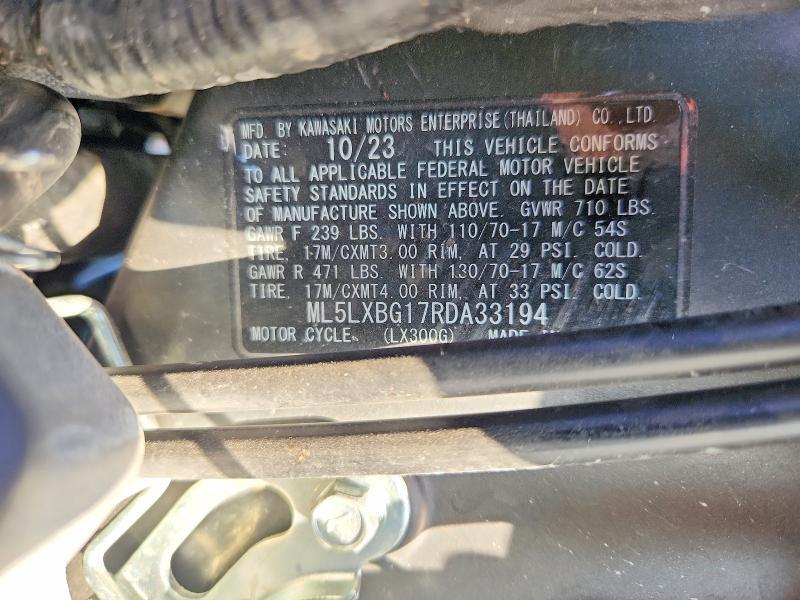 MFD. BY KAWASAKI MOTORS ENTERPRISE(THAILAND) CO.,LTD.
DATE: 10/23 THIS VEHICLE CONFORMS
TO ALL APPLICABLE FEDERAL MOTOR VEHICLE
SAFETY STANDARDS IN EFFECT ON THE DATE
OF MANUFACTURE SHOWN ABOVE. GVWR 710 LBS.
GAWR F 239 LBS. WITH 110/70-17 M/C 54S
TIRE, 17M/CXMT3.00 RIM, AT 29 PSI. COLD.
GAWR R 471 LBS. WITH 130/70-17 M/C 62S
TIRE, 17M/CXMT4.00 RIM, AT 33 PSI. COLD.
ML5LXBG17RDA33194
MOTOR CYCLE. (LX300G) MADE